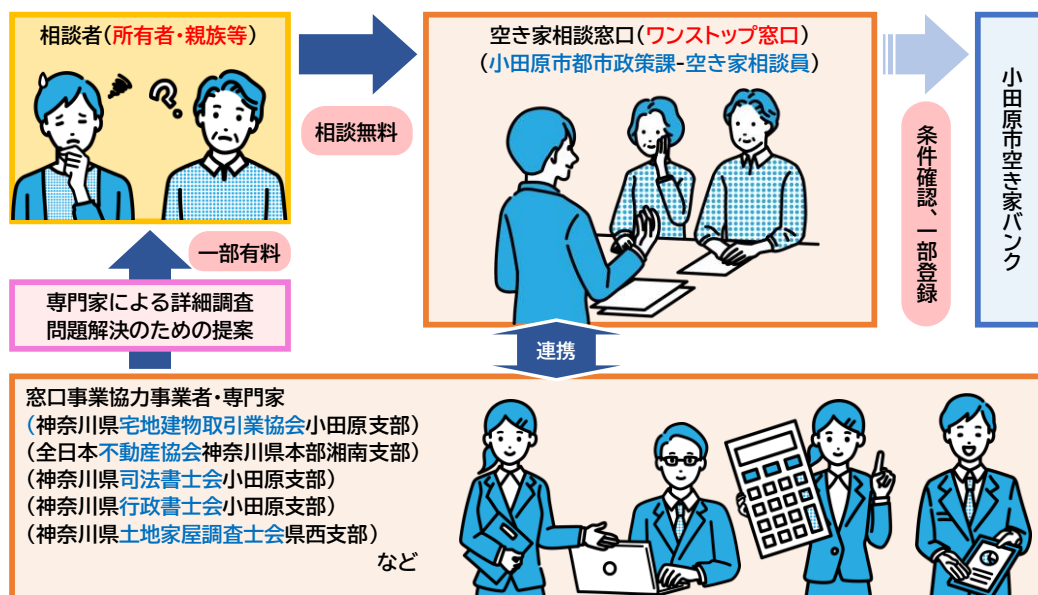 相談者(所有者・親族等)
相談無料
空き家相談窓口(ワンストップ窓口)
(小田原市都市政策課-空き家相談員)
条件確認、一部登録
小田原市空き家バンク
一部有料
専門家による詳細調査
問題解決のための提案
連携
窓口事業協力事業者・専門家
(神奈川県宅地建物取引業協会小田原支部)
(全日本不動産協会神奈川県本部湘南支部)
(神奈川県司法書士会小田原支部)
(神奈川県行政書士会小田原支部)
(神奈川県土地家屋調査士会県西支部)
など